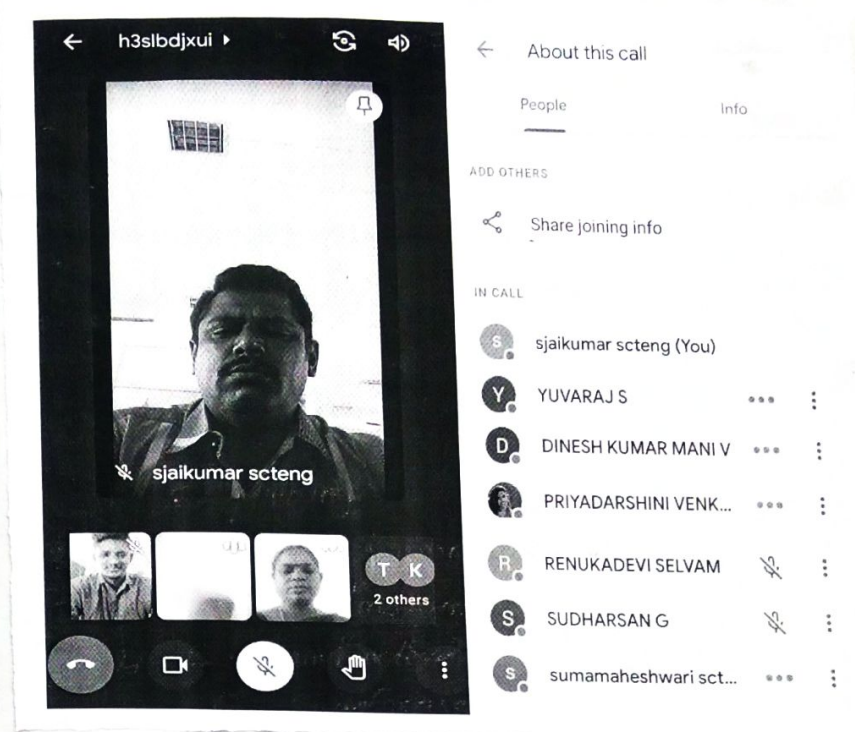 h3slbdjxui
sjaikumar scteng
T K
2 others
About this call
People Info
ADD OTHERS
Share joining info
IN CALL
S sjaikumar scteng (You)
Y YUVARAJ S
D DINESH KUMAR MANI V
PRIYADARSHINI VENK...
R RENUKADEVI SELVAM
S SUDHARSAN G
S sumamaheshwari sct...